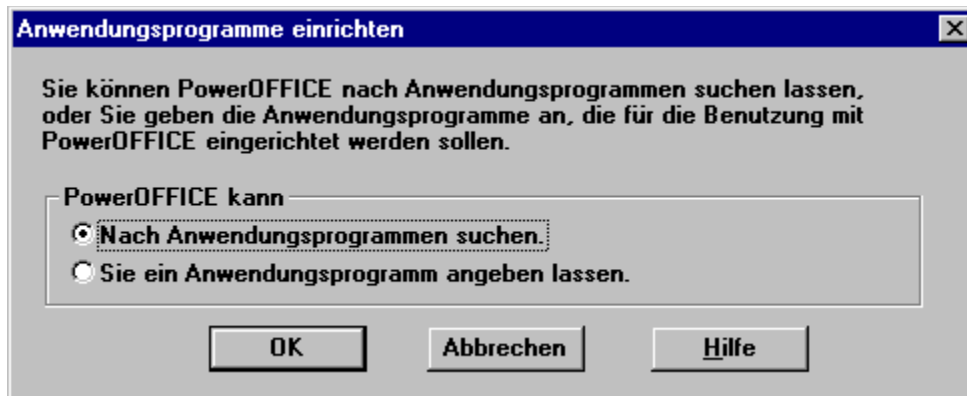 Anwendungsprogramme einrichten
Sie können PowerOFFICE nach Anwendungsprogrammen suchen lassen,
oder Sie geben die Anwendungsprogramme an, die für die Benutzung mit
PowerOFFICE eingerichtet werden sollen.
PowerOFFICE kann
Nach Anwendungsprogrammen suchen.
Sie ein Anwendungsprogramm angeben lassen.
OK Abbrechen Hilfe